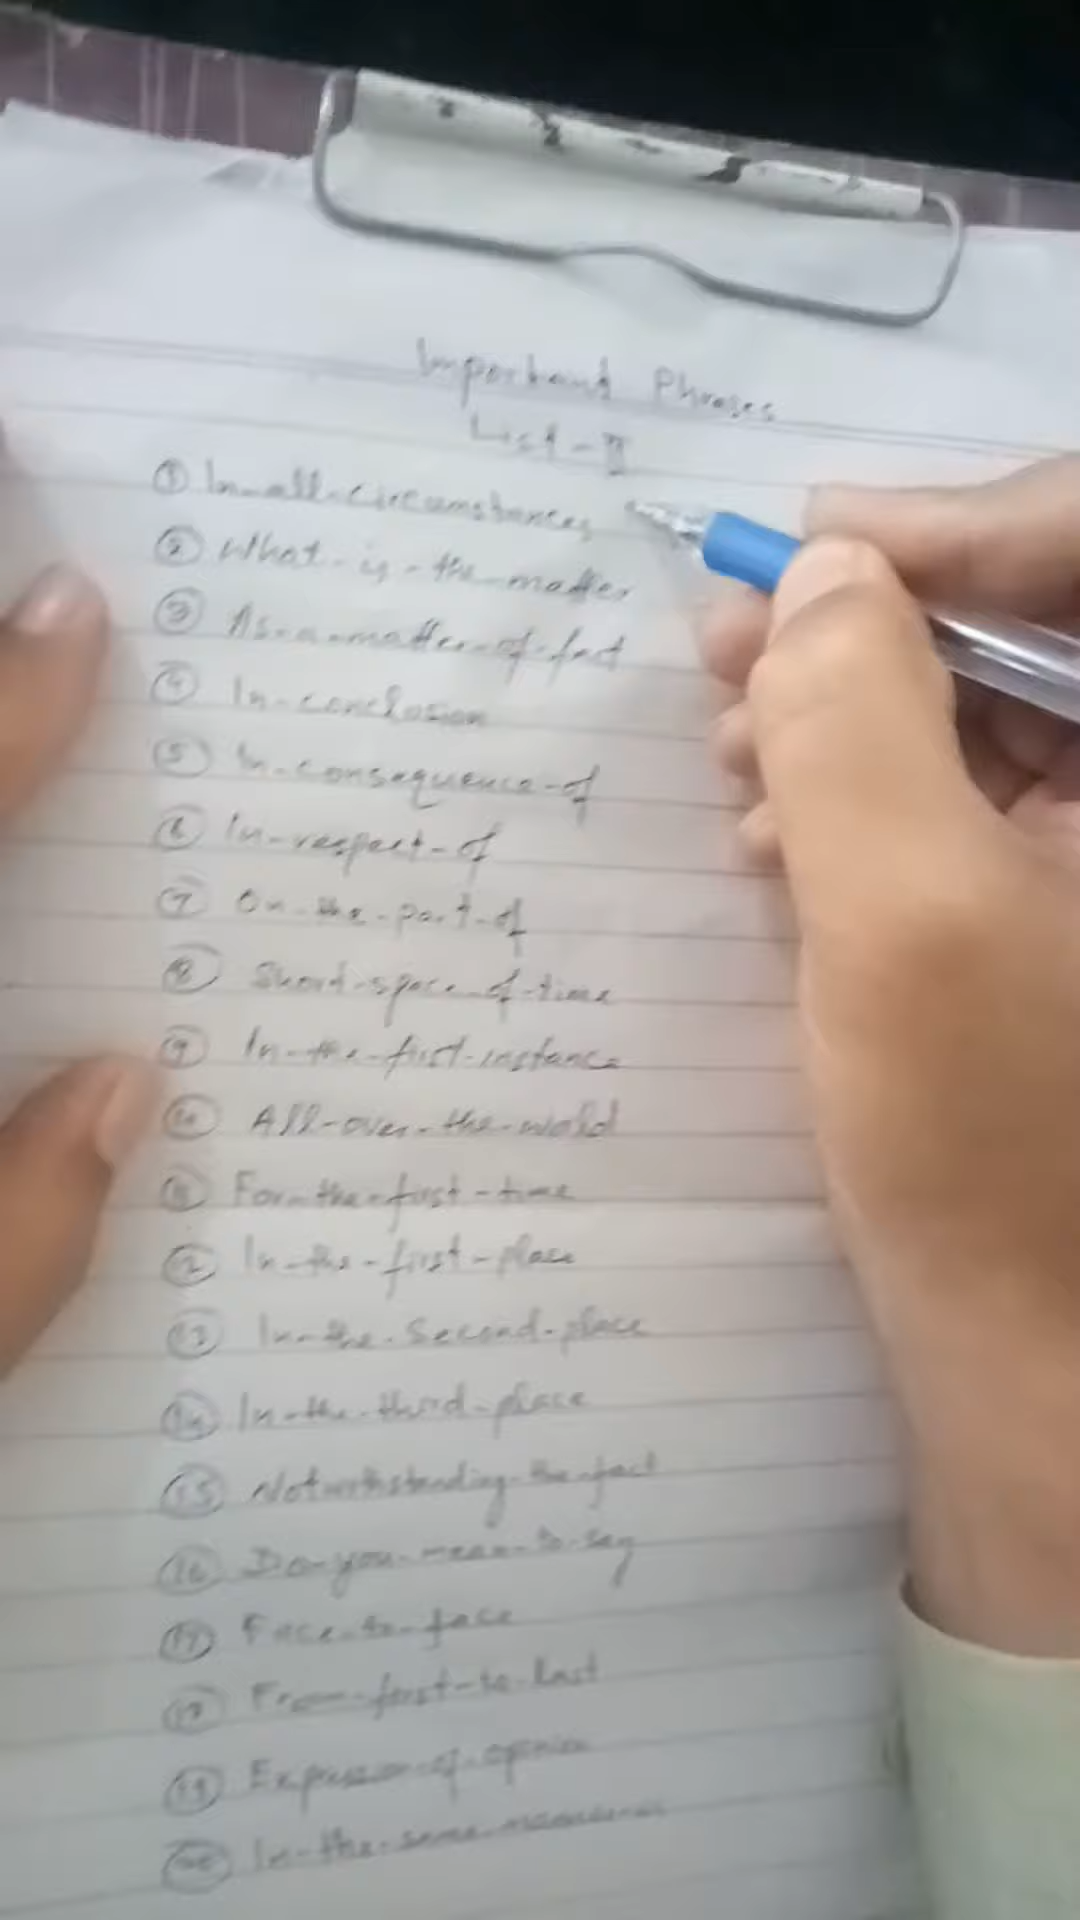 Important Phrases
List-II
① In-all-circumstances
② What-is-the-matter
③ As-a-matter-of-fact
④ In-conclusion
⑤ In-consequence-of
⑥ In-respect-of
⑦ On-the-part-of
⑧ Short-space-of-time
⑨ In-the-first-instance
⑩ All-over-the-wold
⑪ For-the-first-time
⑫ In-the-first-place
⑬ In-the-Second-place
⑭ In-the-third-place
⑮ Notwithstanding-the-fact
⑯ Do-you-mean-to-say
⑰ Face-to-face
⑱ From-first-to-last
⑲ of-opinion
⑳ In-the-same-manner